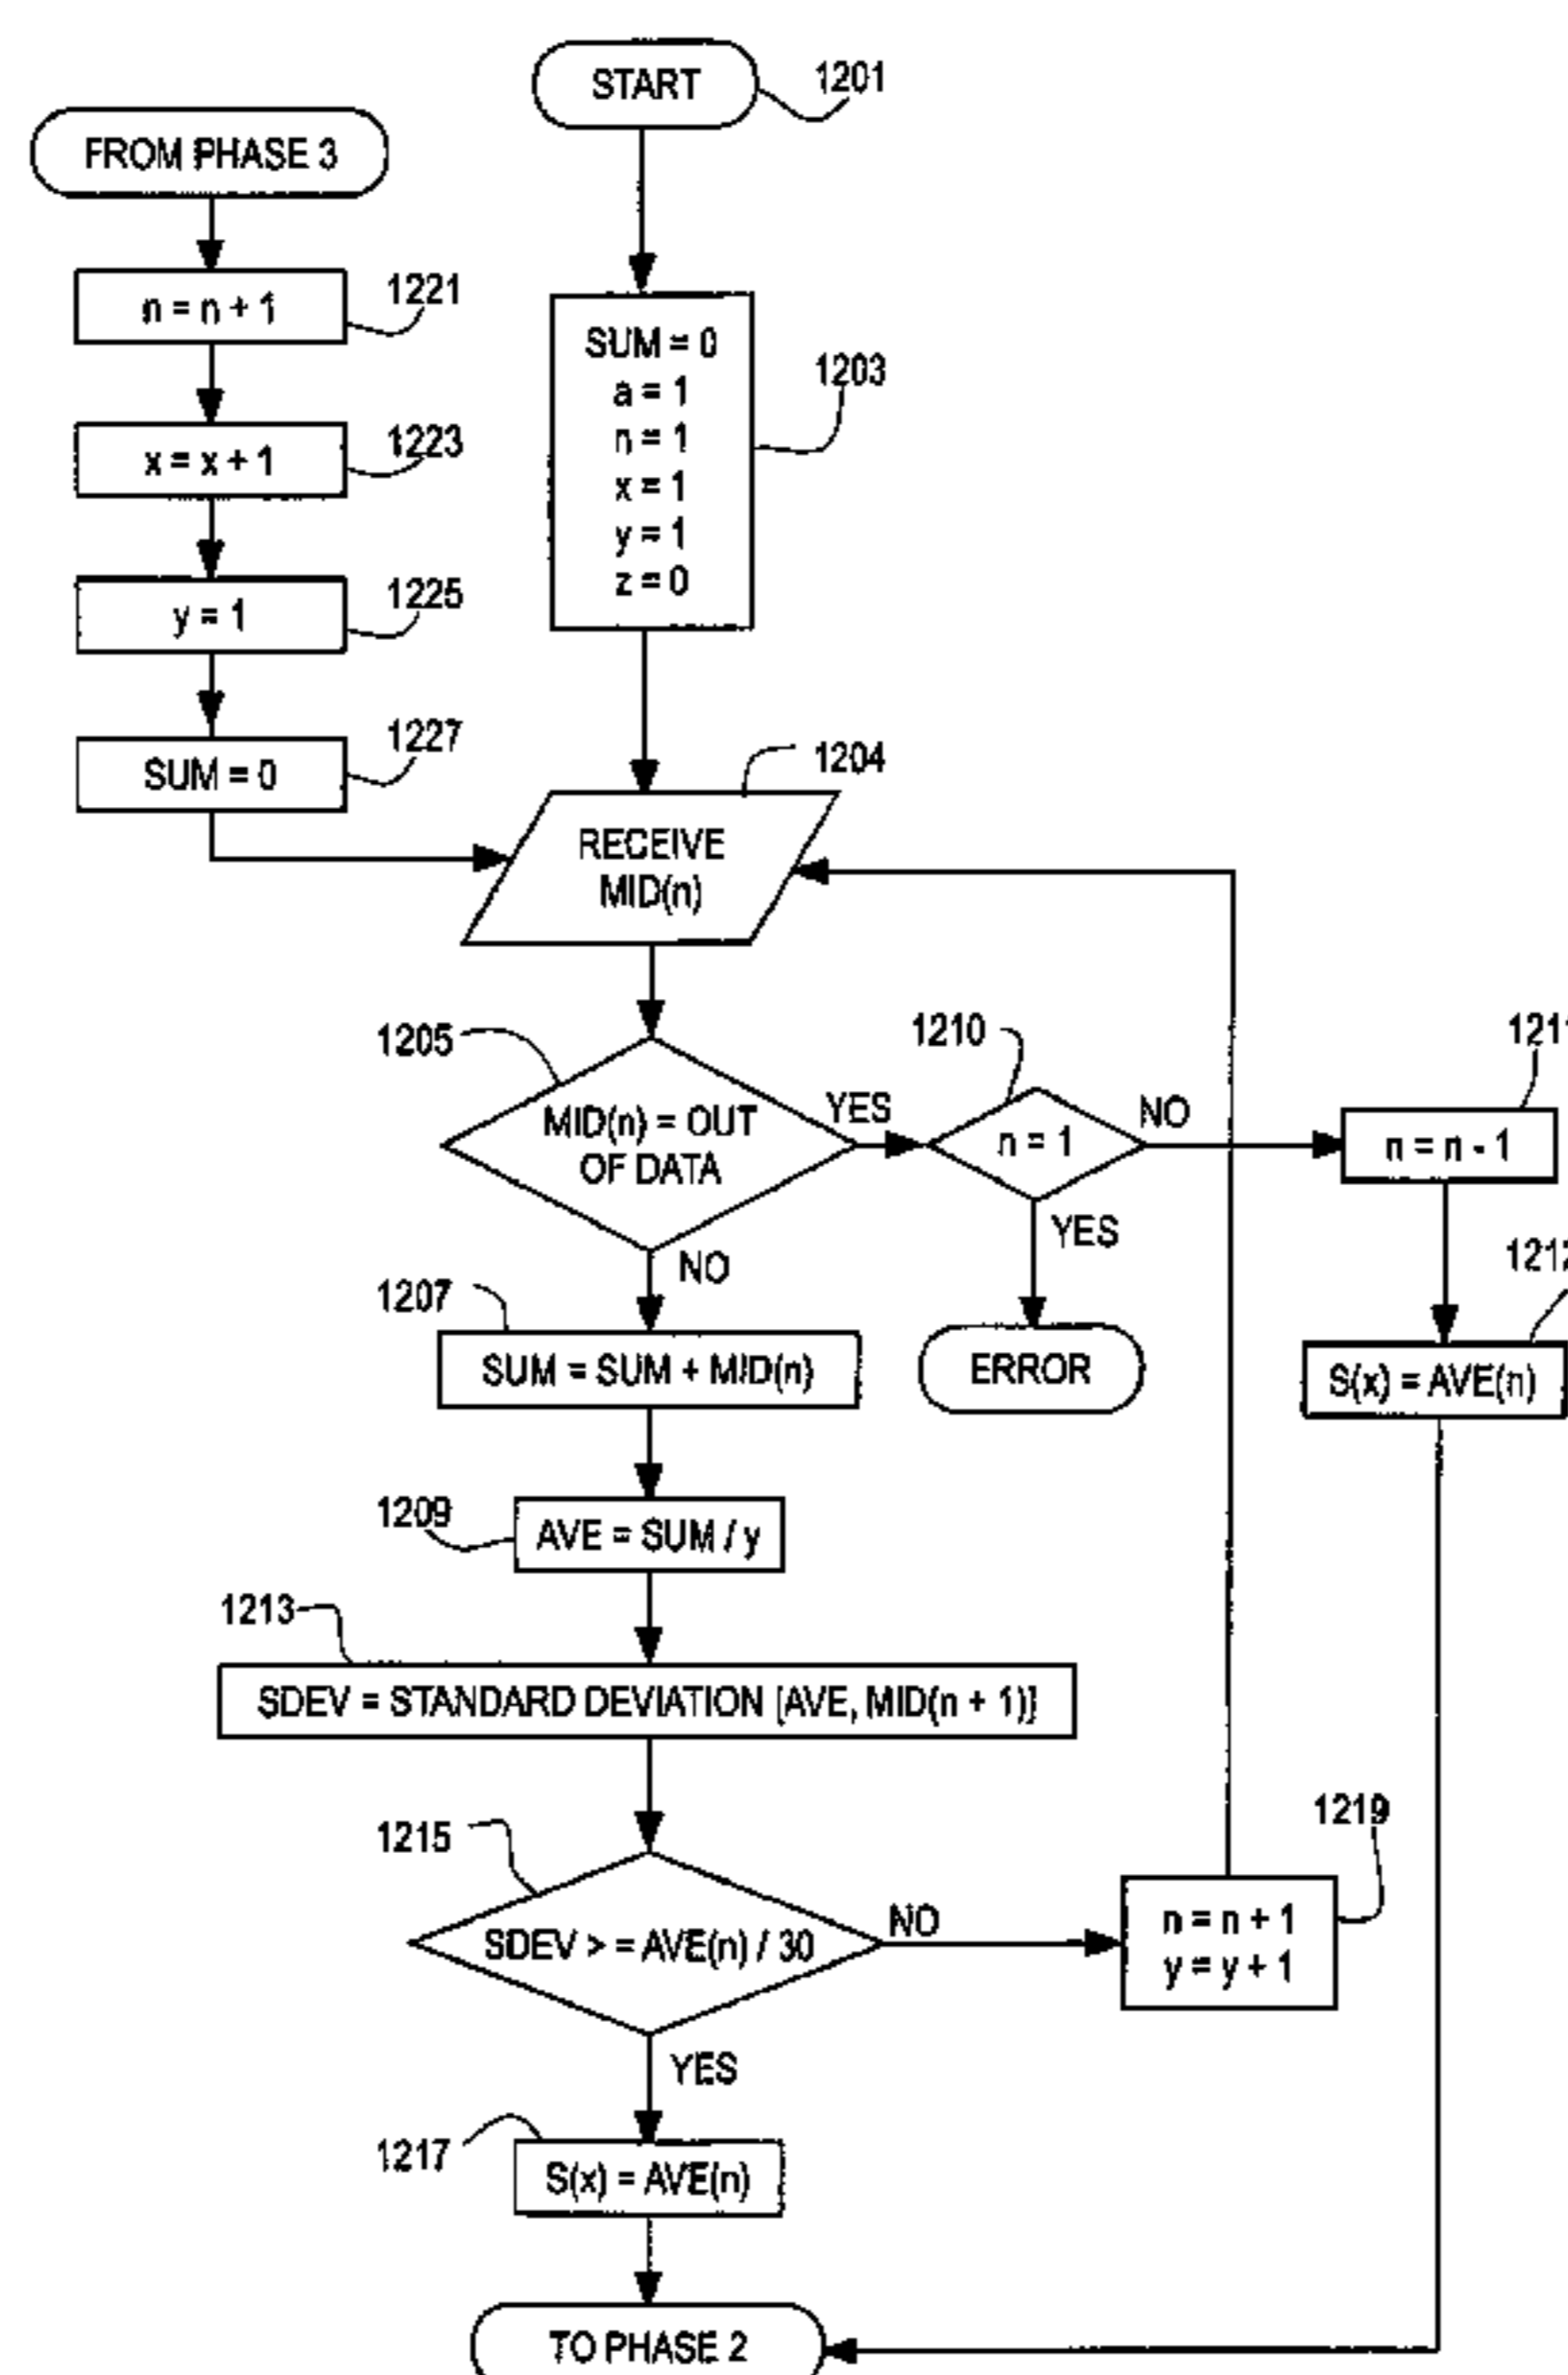 START
1201
FROM PHASE 3
n = n + 1
1221
x = x + 1
1223
y = 1
1225
SUM = 0
1227
SUM = 0
a = 1
n = 1
x = 1
y = 1
z = 0
1203
1204
RECEIVE
MID(n)
1205
MID(n) = OUT
OF DATA
YES
NO
1210
n = 1
NO
YES
ERROR
1211
n = n - 1
1212
S(x) = AVE(n)
1207
SUM = SUM + MID(n)
1209
AVE = SUM / y
1213
SDEV = STANDARD DEVIATION [AVE, MID(n + 1)]
1215
SDEV > = AVE(n) / 30
NO
YES
1219
n = n + 1
y = y + 1
1217
S(x) = AVE(n)
TO PHASE 2